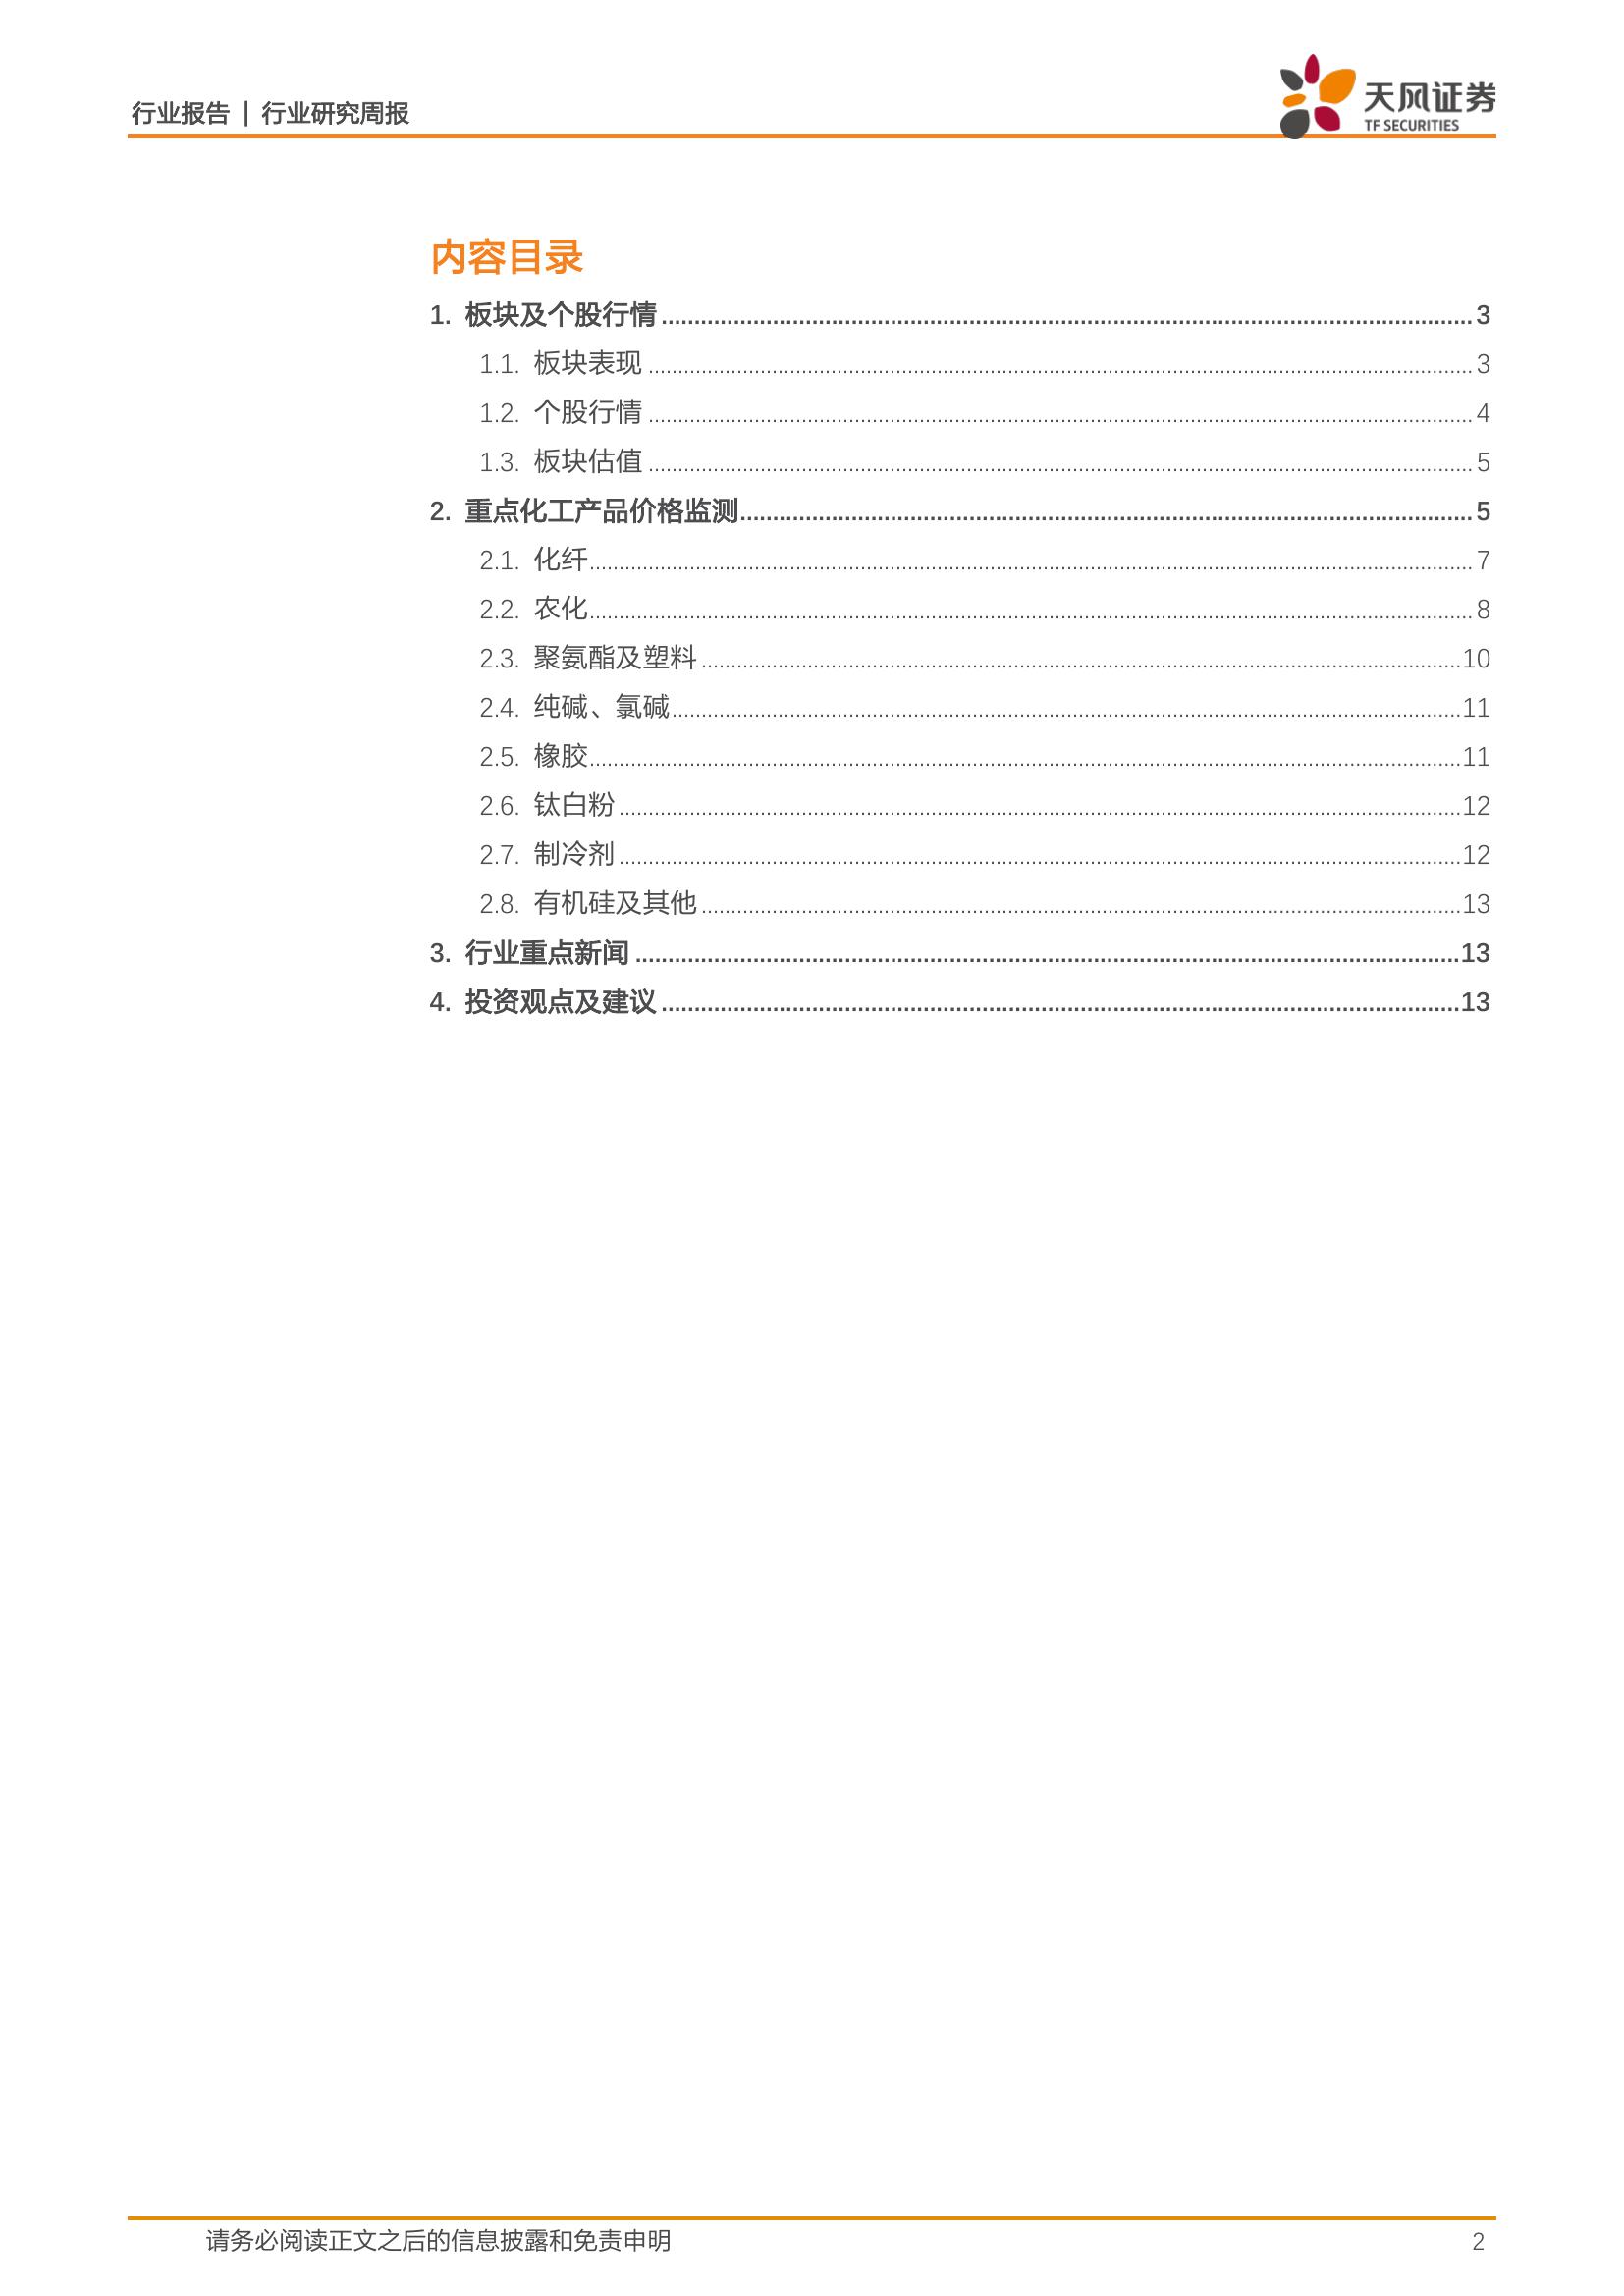 行业报告 | 行业研究周报
天风证券
TF SECURITIES
内容目录
1. 板块及个股行情 3
1.1. 板块表现 3
1.2. 个股行情 4
1.3. 板块估值 5
2. 重点化工产品价格监测 5
2.1. 化纤 7
2.2. 农化 8
2.3. 聚氨酯及塑料 10
2.4. 纯碱、氯碱 11
2.5. 橡胶 11
2.6. 钛白粉 12
2.7. 制冷剂 12
2.8. 有机硅及其他 13
3. 行业重点新闻 13
4. 投资观点及建议 13
请务必阅读正文之后的信息披露和免责申明 2